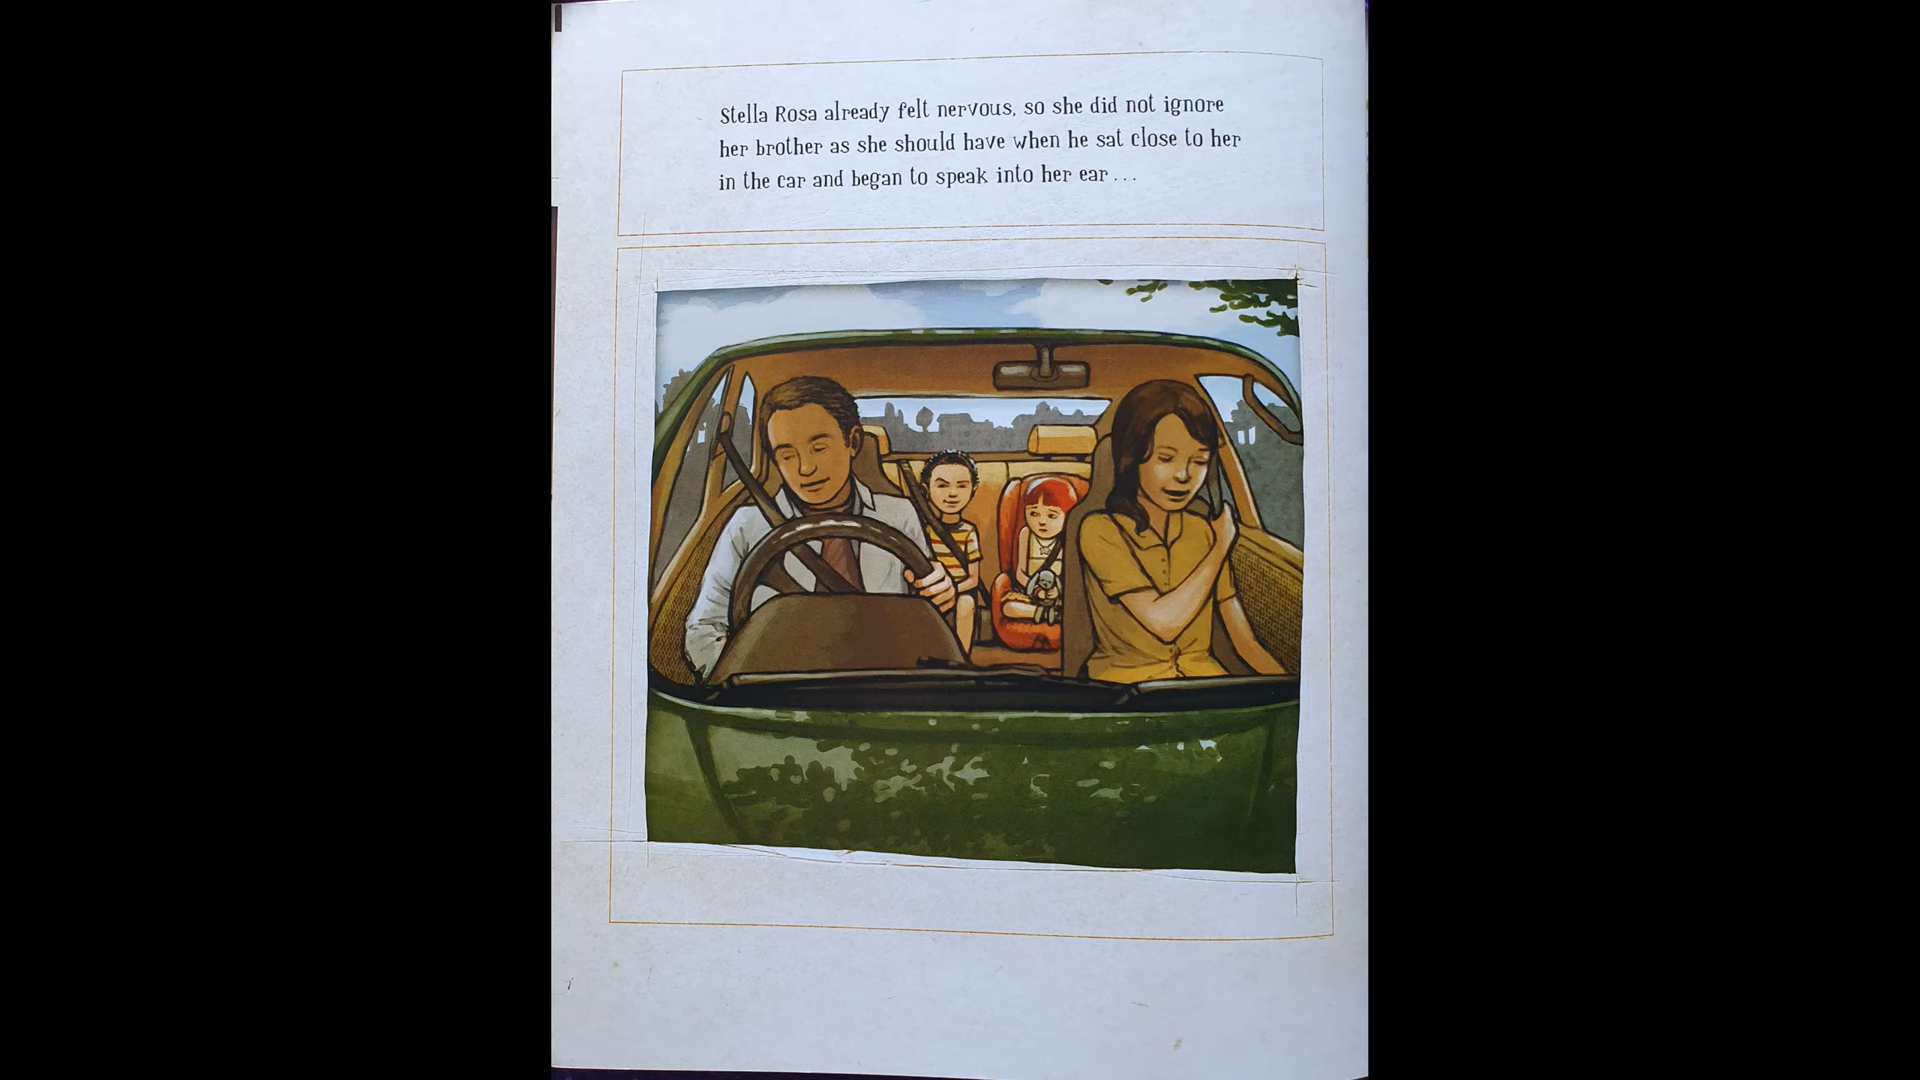 Stella Rosa already felt nervous, so she did not ignore
her brother as she should have when he sat close to her
in the car and began to speak into her ear...